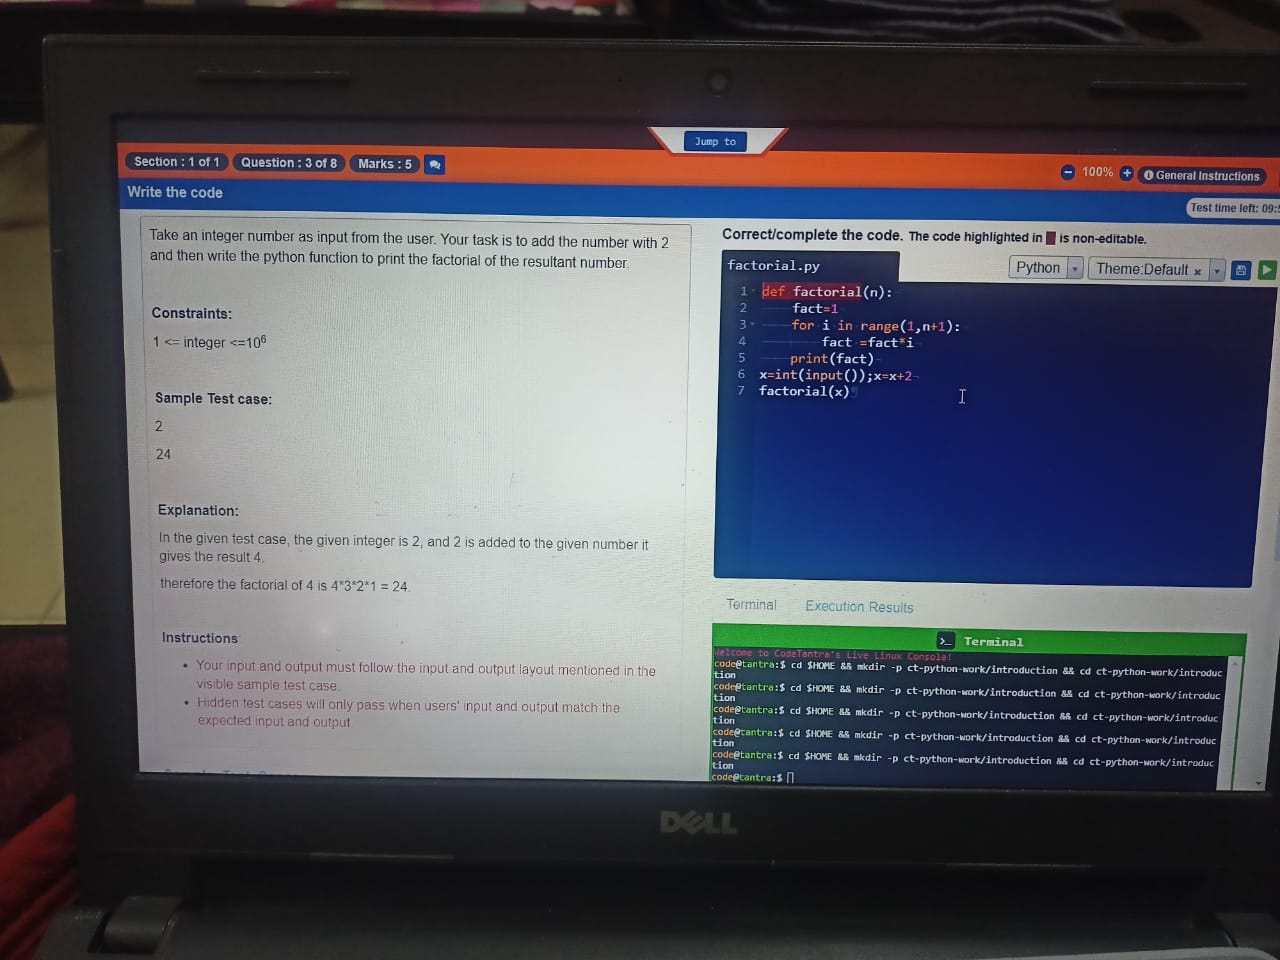 Jump to
Section : 1 of 1 Question : 3 of 8 Marks : 5
100% General Instructions
Write the code
Test time left: 09:
Take an integer number as input from the user. Your task is to add the number with 2
and then write the python function to print the factorial of the resultant number.
Constraints:
1 <= integer <=10⁶
Sample Test case:
2
24
Explanation:
In the given test case, the given integer is 2, and 2 is added to the given number it
gives the result 4.
therefore the factorial of 4 is 4*3*2*1 = 24.
Instructions
• Your input and output must follow the input and output layout mentioned in the
visible sample test case.
• Hidden test cases will only pass when users' input and output match the
expected input and output
Correct/complete the code. The code highlighted in is non-editable.
factorial.py
Python Theme:Default x
1 def factorial(n):
2 fact=1
3 for i in range(1,n+1):
4 fact =fact*i
5 print(fact)
6 x=int(input());x=x+2
7 factorial(x)
Terminal Execution Results
>_ Terminal
Welcome to CodeTantra's Live Linux Console!
code@tantra:$ cd $HOME && mkdir -p ct-python-work/introduction && cd ct-python-work/introduc
tion
code@tantra:$ cd $HOME && mkdir -p ct-python-work/introduction && cd ct-python-work/introduc
tion
code@tantra:$ cd $HOME && mkdir -p ct-python-work/introduction && cd ct-python-work/introduc
tion
code@tantra:$ cd $HOME && mkdir -p ct-python-work/introduction && cd ct-python-work/introduc
tion
code@tantra:$ cd $HOME && mkdir -p ct-python-work/introduction && cd ct-python-work/introduc
tion
code@tantra:$
DELL